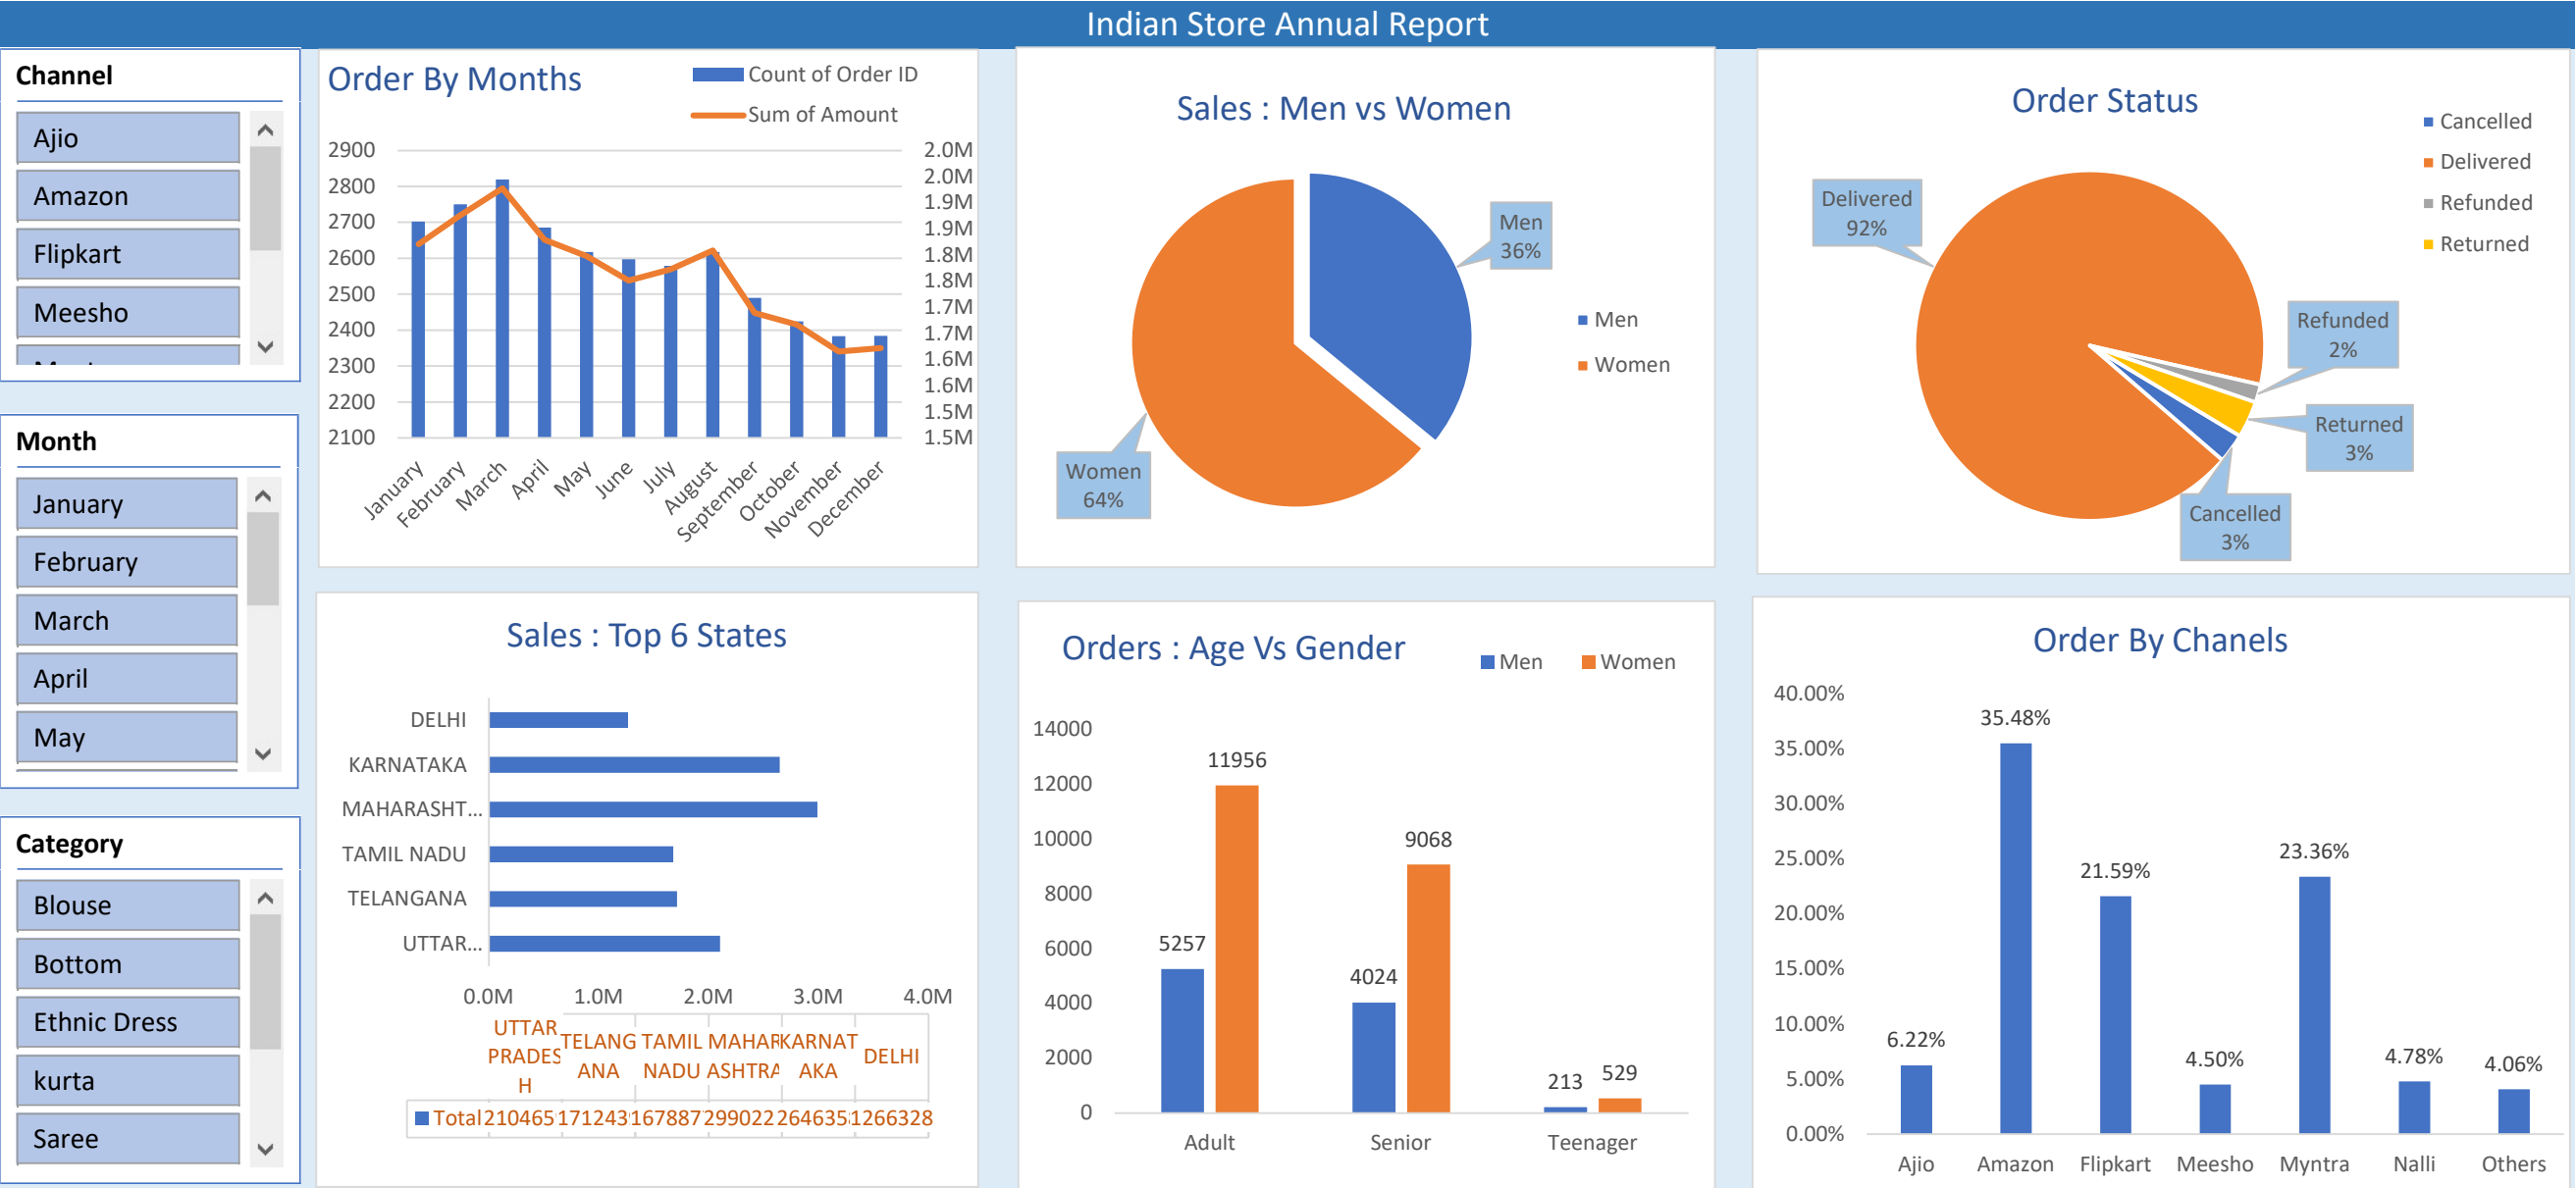 Indian Store Annual Report
Channel
Ajio
Amazon
Flipkart
Meesho
Month
January
February
March
April
May
Category
Blouse
Bottom
Ethnic Dress
kurta
Saree
Order By Months
Count of Order ID
Sum of Amount
2900
2800
2700
2600
2500
2400
2300
2200
2100
2.0M
2.0M
1.9M
1.9M
1.8M
1.8M
1.7M
1.7M
1.6M
1.6M
1.5M
1.5M
January
February
March
April
May
June
July
August
September
October
November
December
Sales : Men vs Women
Men
36%
Women
64%
Men
Women
Order Status
Cancelled
Delivered
Refunded
Returned
Delivered
92%
Refunded
2%
Returned
3%
Cancelled
3%
Sales : Top 6 States
DELHI
KARNATAKA
MAHARASHT...
TAMIL NADU
TELANGANA
UTTAR...
0.0M 1.0M 2.0M 3.0M 4.0M
UTTAR
PRADES
H
TELANG
ANA
TAMIL
NADU
MAHAR
ASHTRA
KARNAT
AKA
DELHI
Total 210465 171243 167887 299022 264635 1266328
Orders : Age Vs Gender
Men
Women
14000
12000
10000
8000
6000
4000
2000
0
5257
11956
4024
9068
213
529
Adult Senior Teenager
Order By Chanels
40.00%
35.00%
30.00%
25.00%
20.00%
15.00%
10.00%
5.00%
0.00%
6.22%
35.48%
21.59%
4.50%
23.36%
4.78%
4.06%
Ajio Amazon Flipkart Meesho Myntra Nalli Others